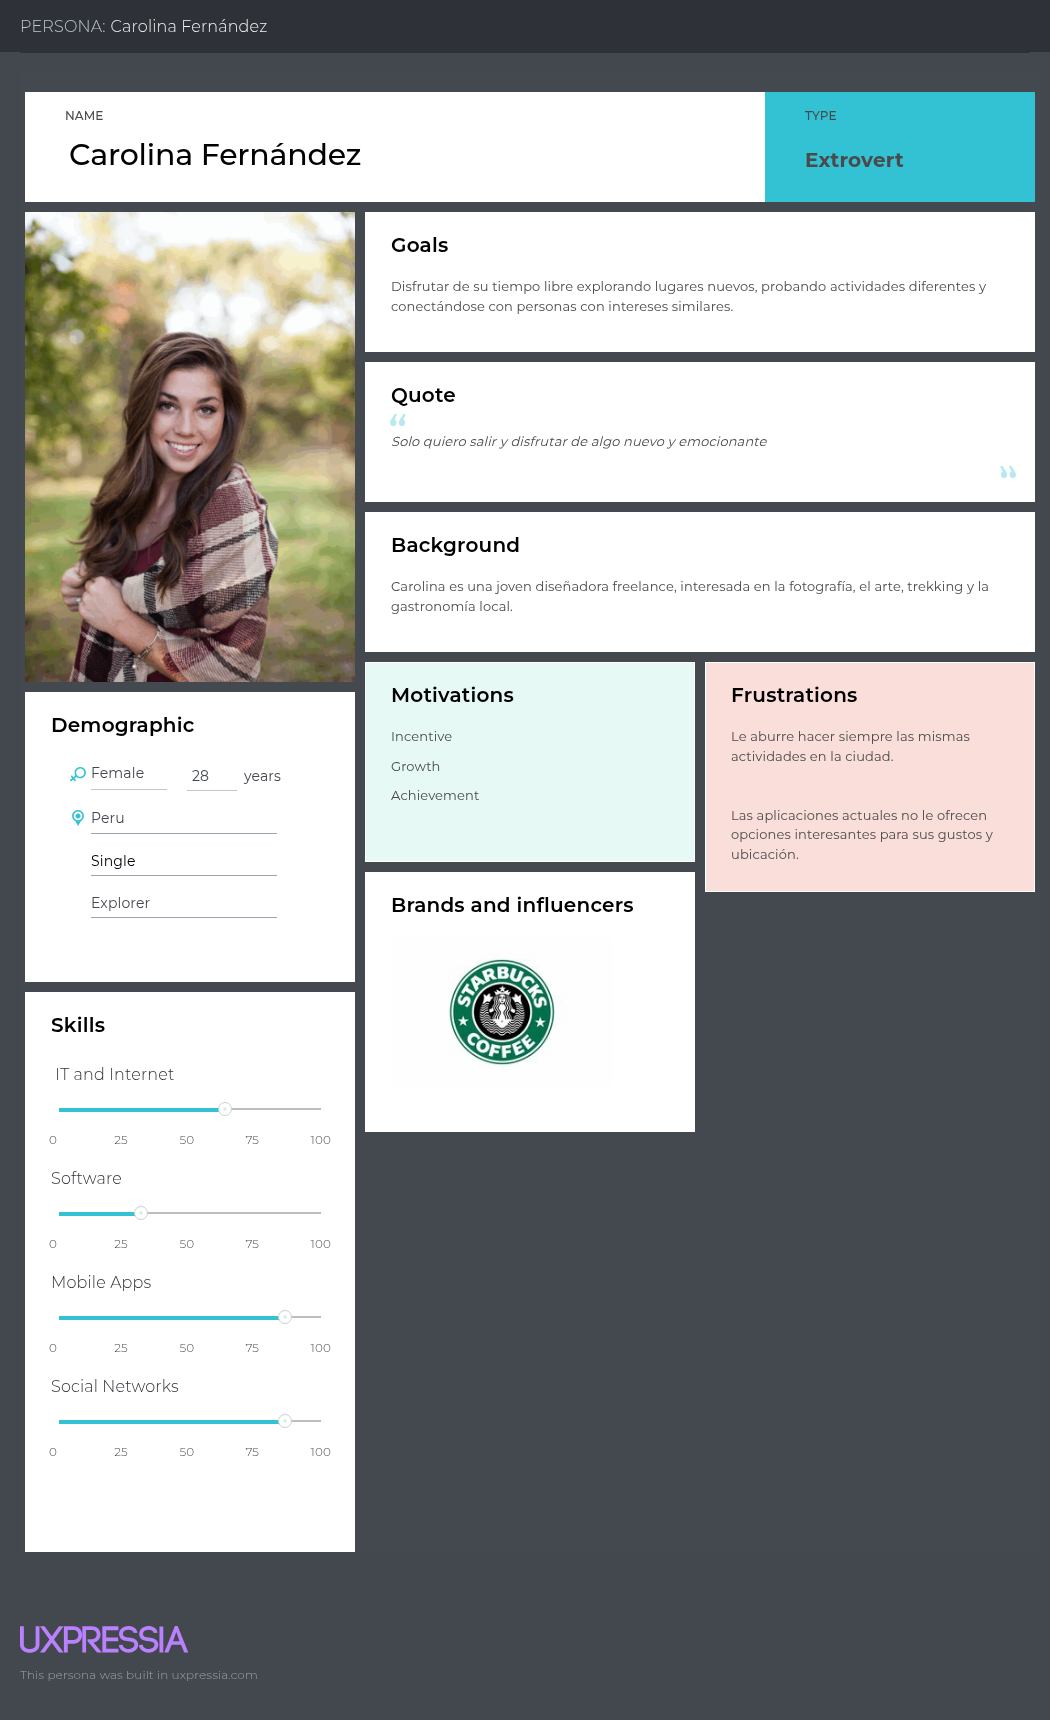 PERSONA: Carolina Fernández
NAME
Carolina Fernández
TYPE
Extrovert
Goals
Disfrutar de su tiempo libre explorando lugares nuevos, probando actividades diferentes y
conectándose con personas con intereses similares.
Quote
“
Solo quiero salir y disfrutar de algo nuevo y emocionante
”
Background
Carolina es una joven diseñadora freelance, interesada en la fotografía, el arte, trekking y la
gastronomía local.
Demographic
Female 28 years
Peru
Single
Explorer
Motivations
Incentive
Growth
Achievement
Frustrations
Le aburre hacer siempre las mismas
actividades en la ciudad.
Las aplicaciones actuales no le ofrecen
opciones interesantes para sus gustos y
ubicación.
Brands and influencers
STARBUCKS
COFFEE
Skills
IT and Internet
0 25 50 75 100
Software
0 25 50 75 100
Mobile Apps
0 25 50 75 100
Social Networks
0 25 50 75 100
UXPRESSIA
This persona was built in uxpressia.com